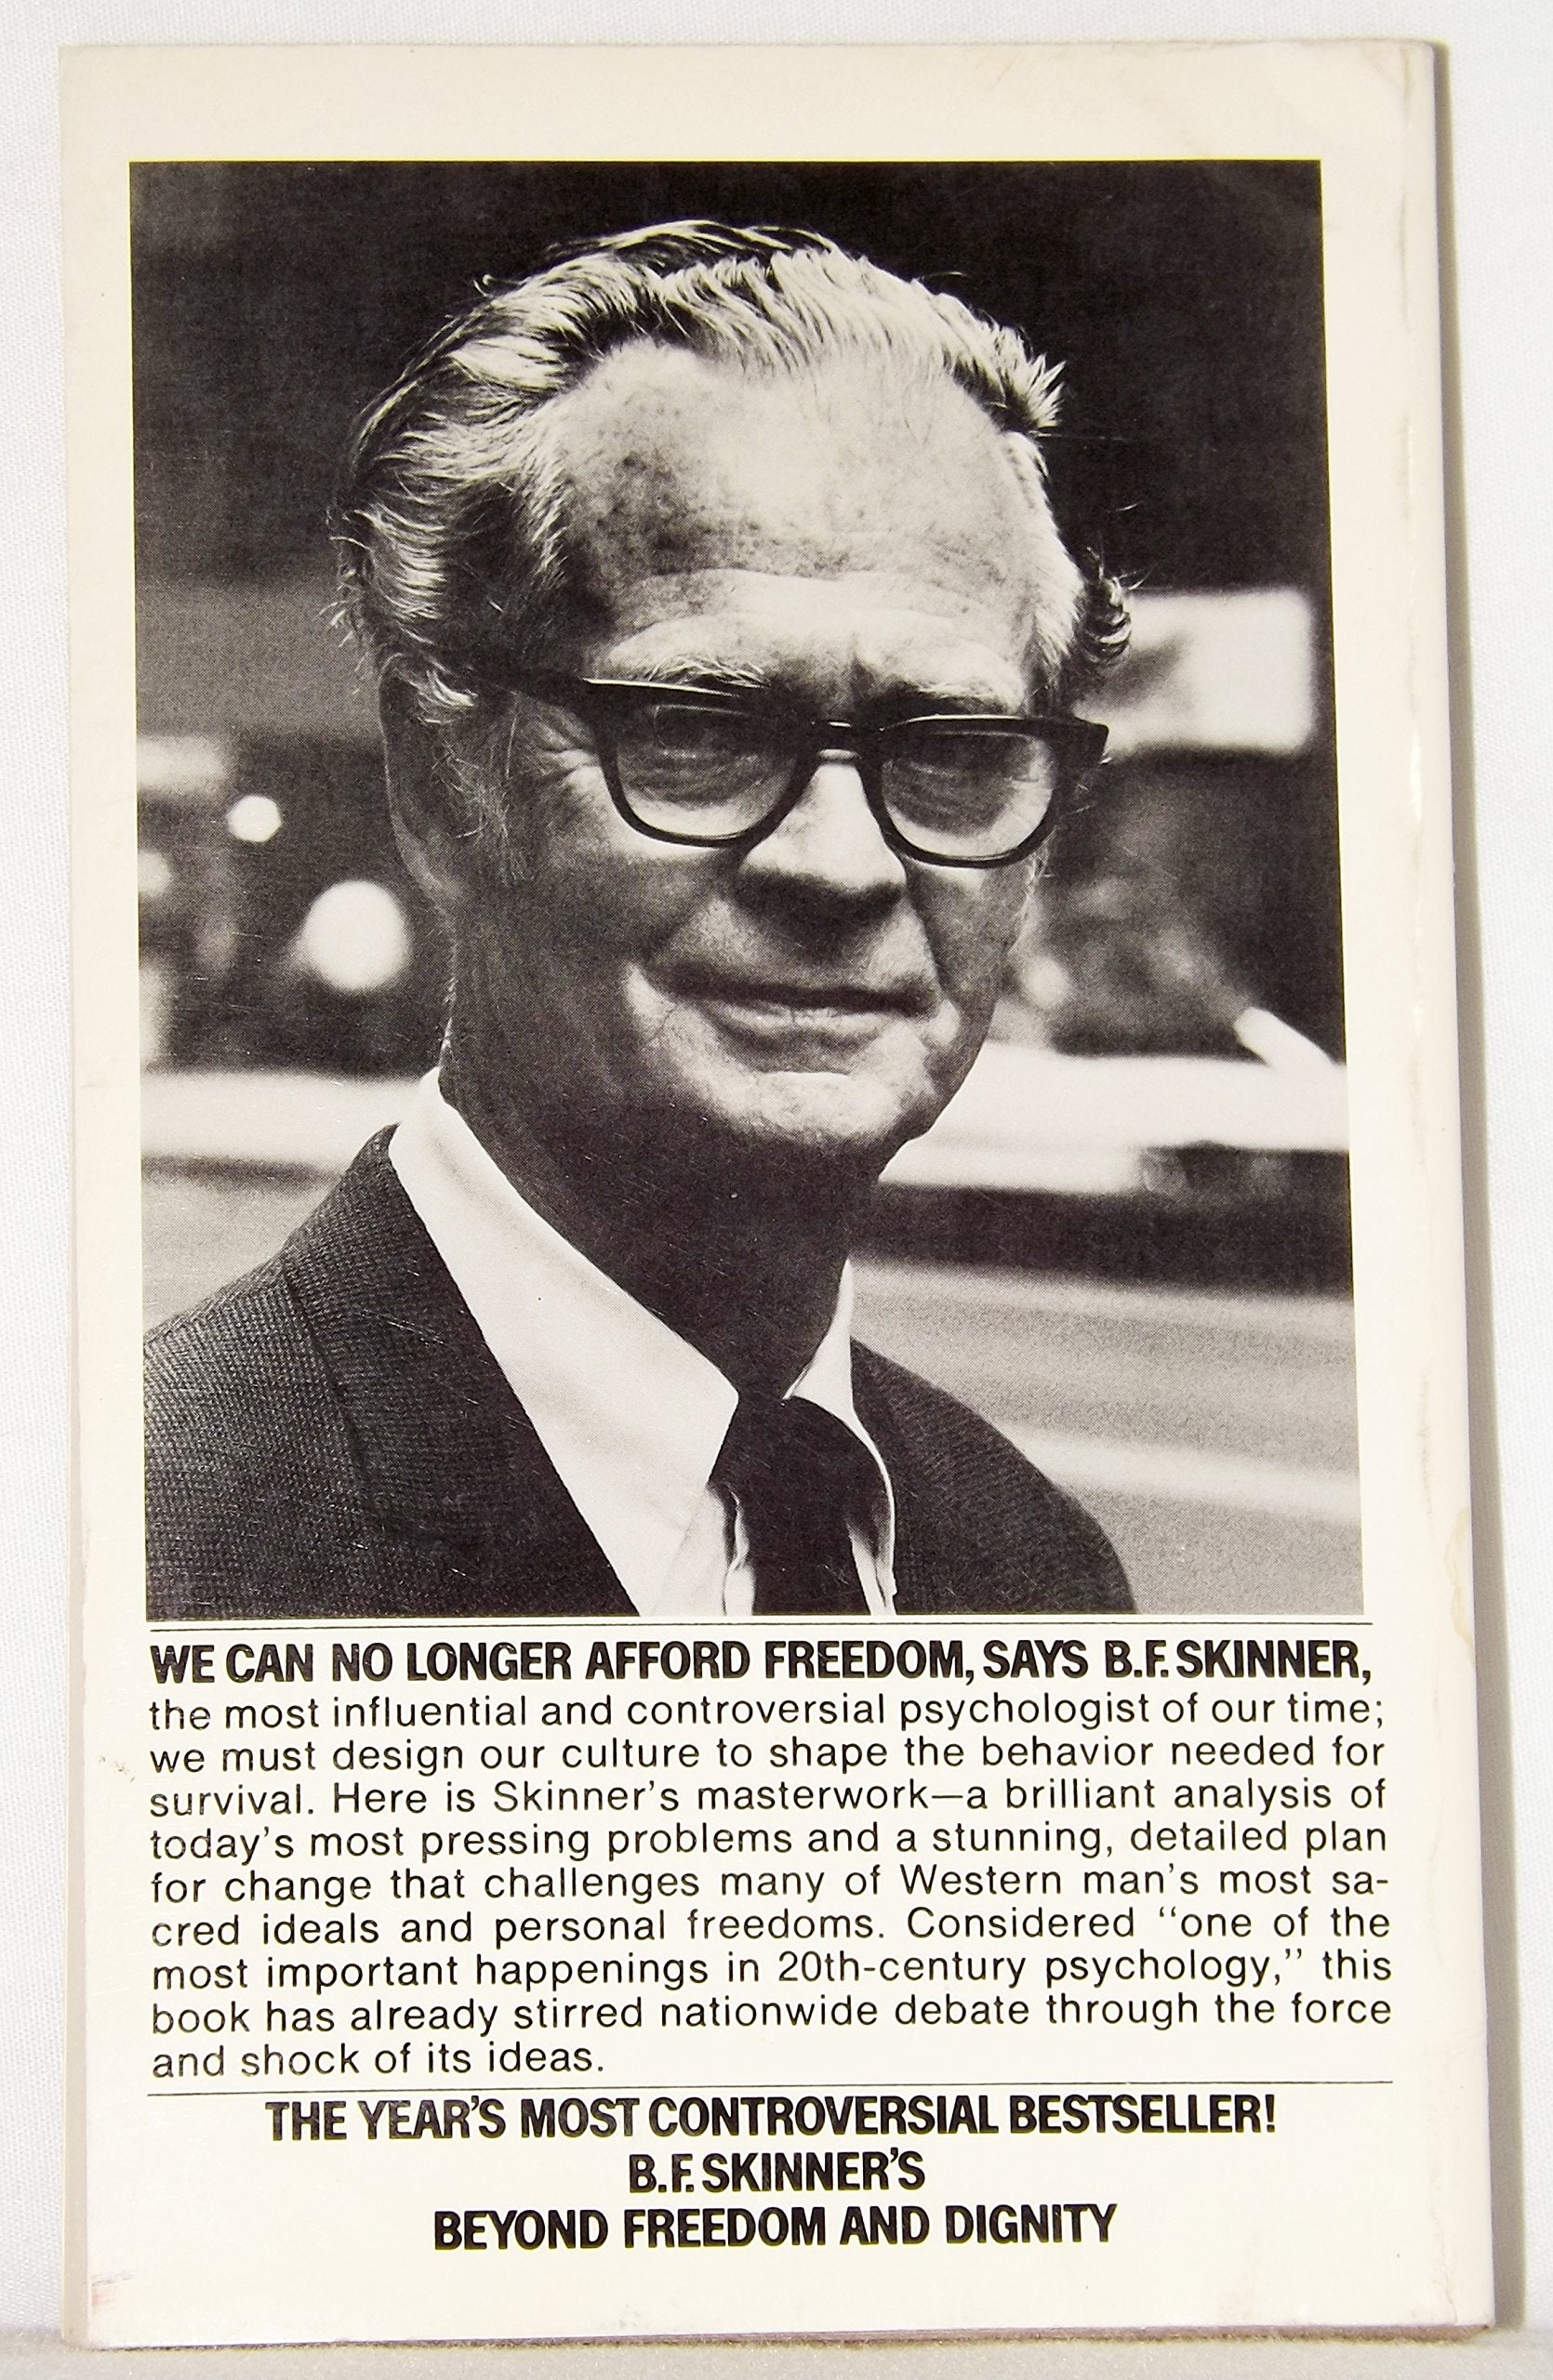 WE CAN NO LONGER AFFORD FREEDOM, SAYS B.F. SKINNER,
the most influential and controversial psychologist of our time;
we must design our culture to shape the behavior needed for
survival. Here is Skinner's masterwork—a brilliant analysis of
today's most pressing problems and a stunning, detailed plan
for change that challenges many of Western man's most sa-
cred ideals and personal freedoms. Considered "one of the
most important happenings in 20th-century psychology," this
book has already stirred nationwide debate through the force
and shock of its ideas.
THE YEAR'S MOST CONTROVERSIAL BESTSELLER!
B.F. SKINNER'S
BEYOND FREEDOM AND DIGNITY